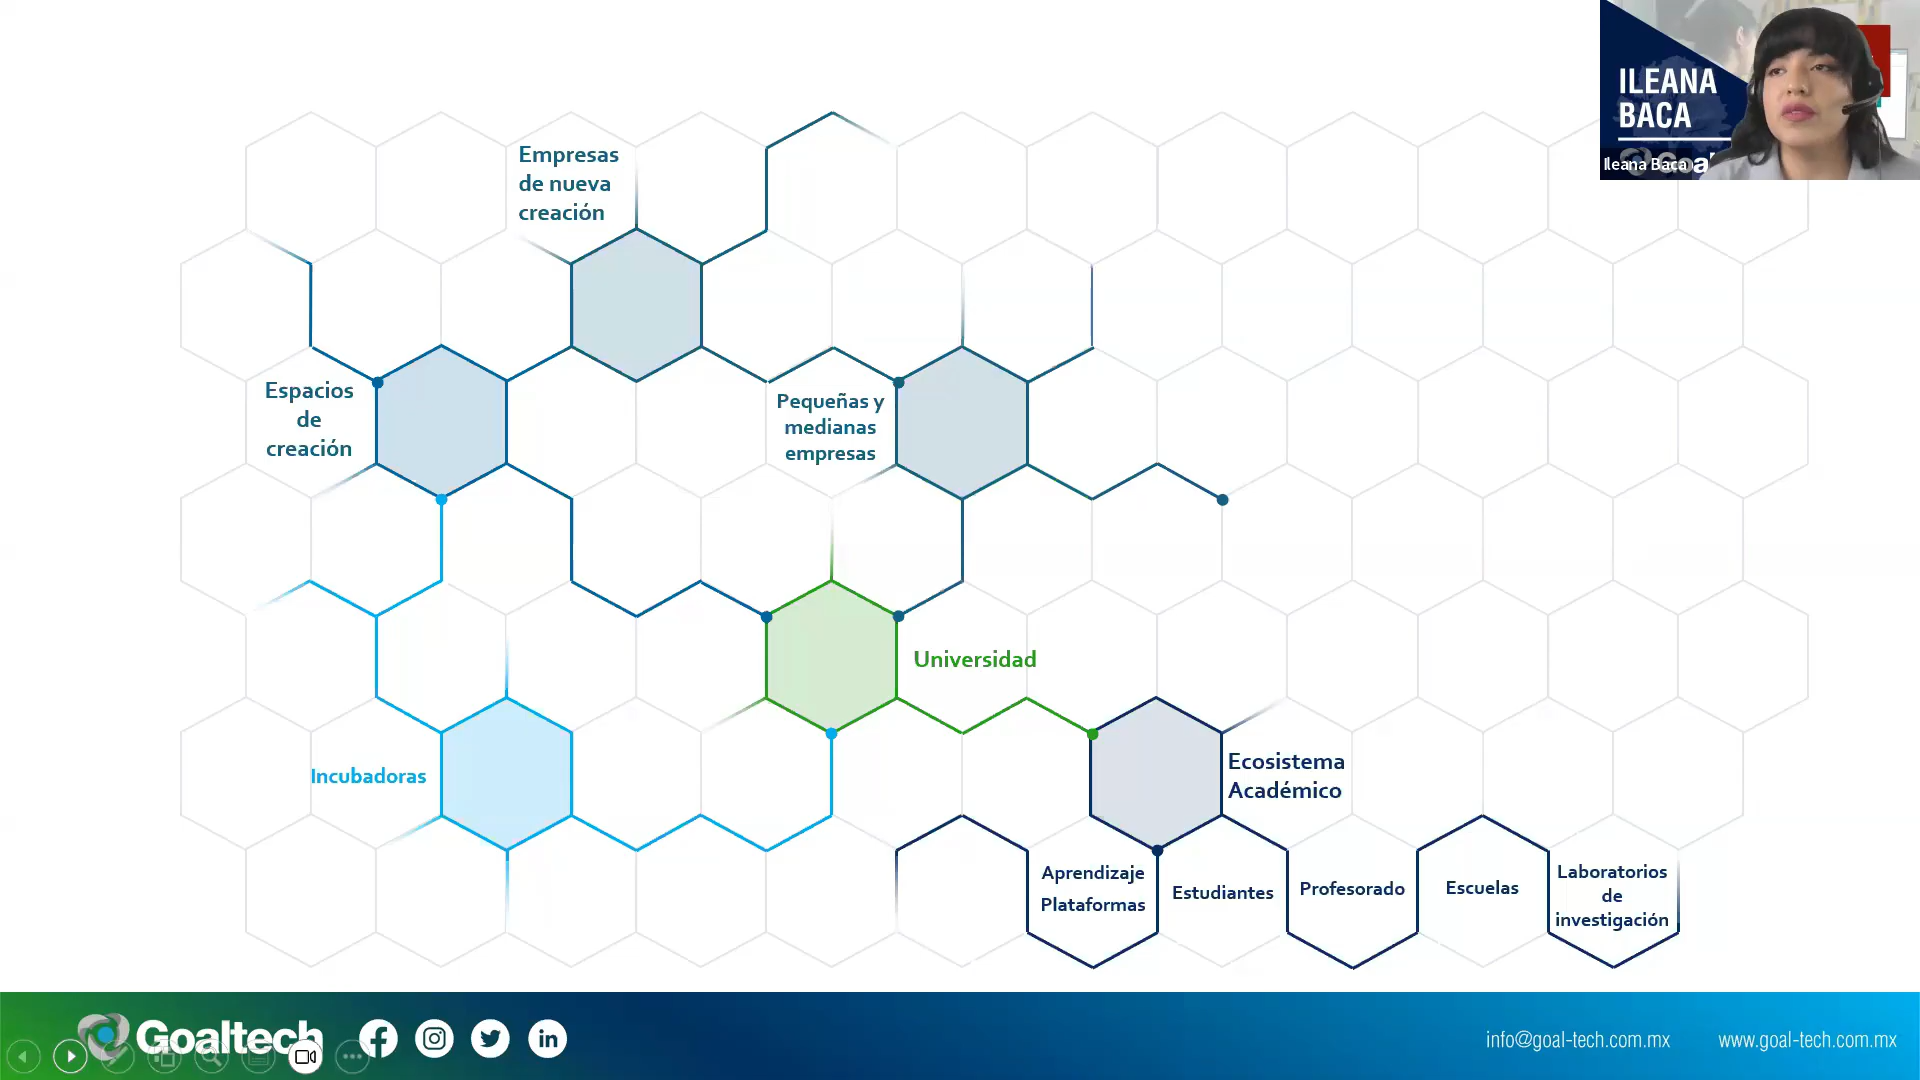 ILEANA
BACA
Ileana Baca
Empresas
de nueva
creación
Espacios
de
creación
Pequeñas y
medianas
empresas
Universidad
Incubadoras
Ecosistema
Académico
Aprendizaje
Plataformas
Estudiantes
Profesorado
Escuelas
Laboratorios
de
investigación
Goaltech
info@goal-tech.com.mx
www.goal-tech.com.mx